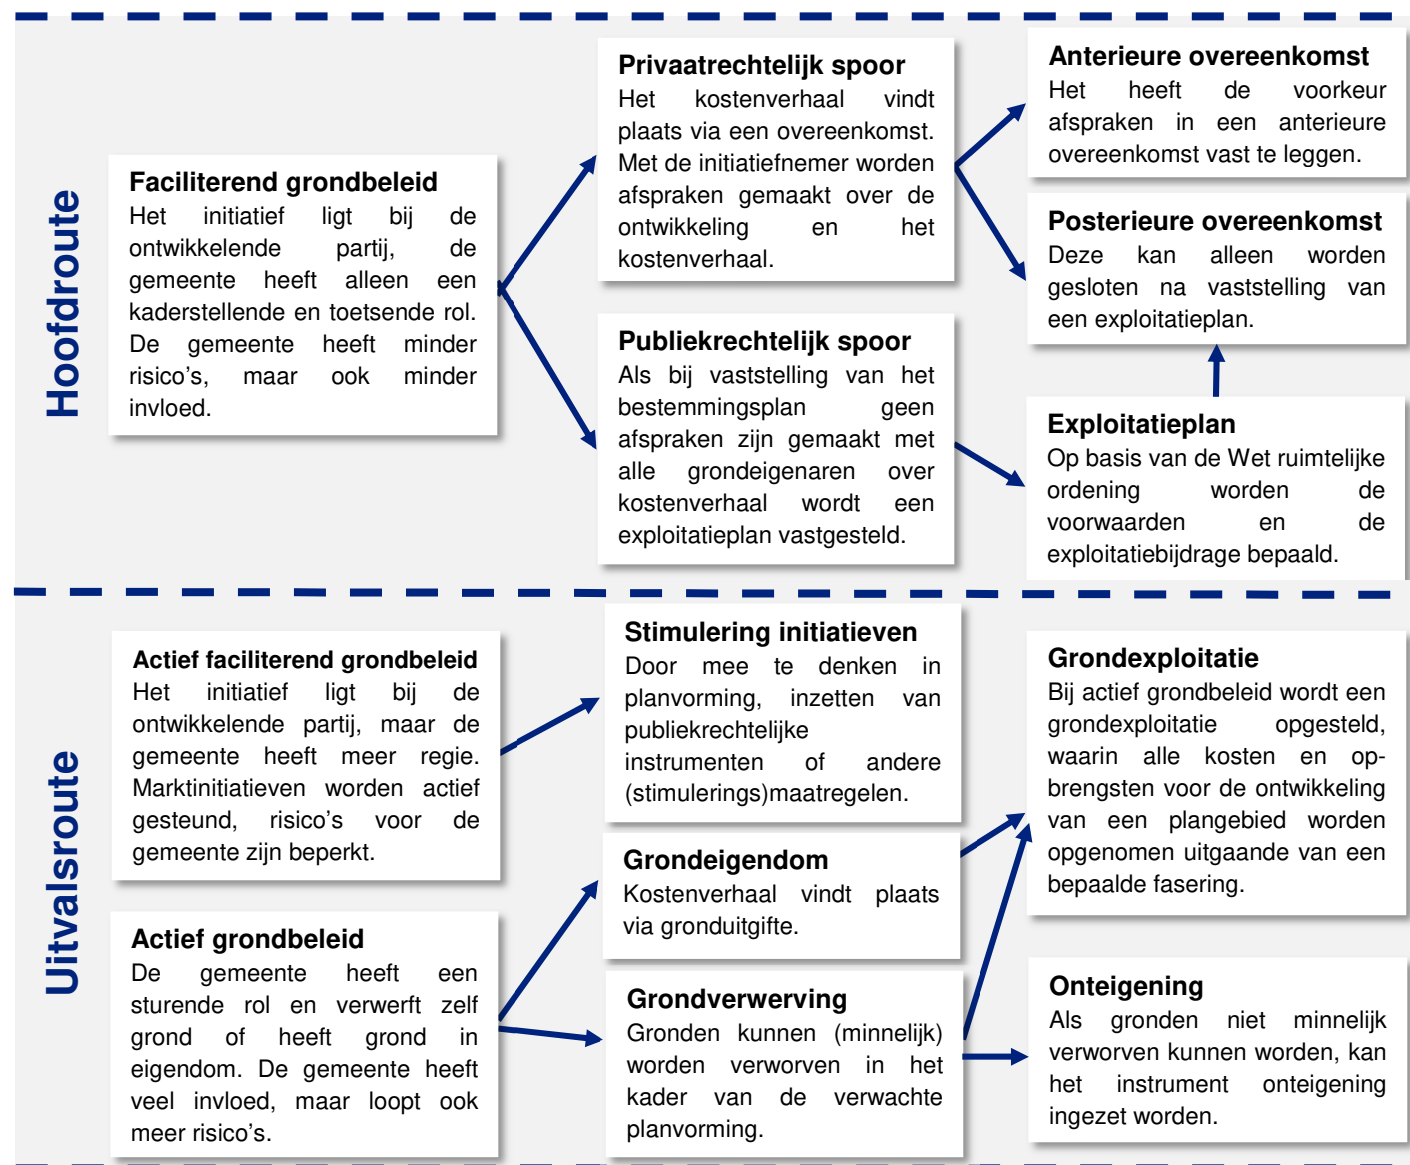 Hoofdroute
Faciliterend grondbeleid
Het initiatief ligt bij de
ontwikkelende partij, de
gemeente heeft alleen een
kaderstellende en toetsende rol.
De gemeente heeft minder
risico's, maar ook minder
invloed.
Privaatrechtelijk spoor
Het kostenverhaal vindt
plaats via een overeenkomst.
Met de initiatiefnemer worden
afspraken gemaakt over de
ontwikkeling en het
kostenverhaal.
Publiekrechtelijk spoor
Als bij vaststelling van het
bestemmingsplan geen
afspraken zijn gemaakt met
alle grondeigenaren over
kostenverhaal wordt een
exploitatieplan vastgesteld.
Anterieure overeenkomst
Het heeft de voorkeur
afspraken in een anterieure
overeenkomst vast te leggen.
Posterieure overeenkomst
Deze kan alleen worden
gesloten na vaststelling van
een exploitatieplan.
Exploitatieplan
Op basis van de Wet ruimtelijke
ordening worden de
voorwaarden en de
exploitatiebijdrage bepaald.
Uitvalsroute
Actief faciliterend grondbeleid
Het initiatief ligt bij de
ontwikkelende partij, maar de
gemeente heeft meer regie.
Marktinitiatieven worden actief
gesteund, risico's voor de
gemeente zijn beperkt.
Actief grondbeleid
De gemeente heeft een
sturende rol en verwerft zelf
grond of heeft grond in
eigendom. De gemeente heeft
veel invloed, maar loopt ook
meer risico's.
Stimulering initiatieven
Door mee te denken in
planvorming, inzetten van
publiekrechtelijke
instrumenten of andere
(stimulerings)maatregelen.
Grondeigendom
Kostenverhaal vindt plaats
via gronduitgifte.
Grondverwerving
Gronden kunnen (minnelijk)
worden verworven in het
kader van de verwachte
planvorming.
Grondexploitatie
Bij actief grondbeleid wordt een
grondexploitatie opgesteld,
waarin alle kosten en op-
brengsten voor de ontwikkeling
van een plangebied worden
opgenomen uitgaande van een
bepaalde fasering.
Onteigening
Als gronden niet minnelijk
verworven kunnen worden, kan
het instrument onteigening
ingezet worden.